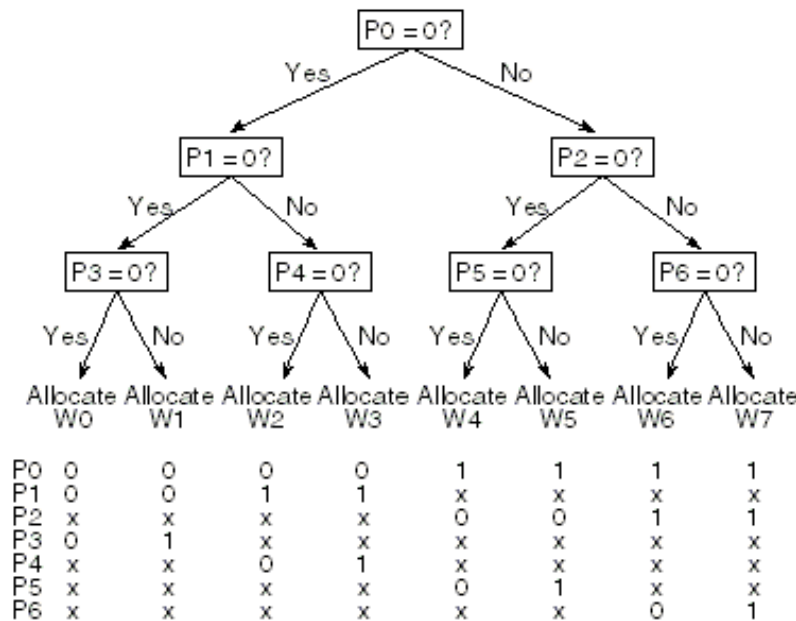 P0 = 0?
Yes No
P1 = 0? P2 = 0?
Yes No Yes No
P3 = 0? P4 = 0? P5 = 0? P6 = 0?
Yes No Yes No Yes No Yes No
Allocate Allocate Allocate Allocate Allocate Allocate Allocate Allocate
W0 W1 W2 W3 W4 W5 W6 W7
P0 0 0 0 0 1 1 1 1
P1 0 0 1 1 x x x x
P2 x x x x 0 0 1 1
P3 0 1 x x x x x x
P4 x x 0 1 x x x x
P5 x x x x 0 1 x x
P6 x x x x x x 0 1